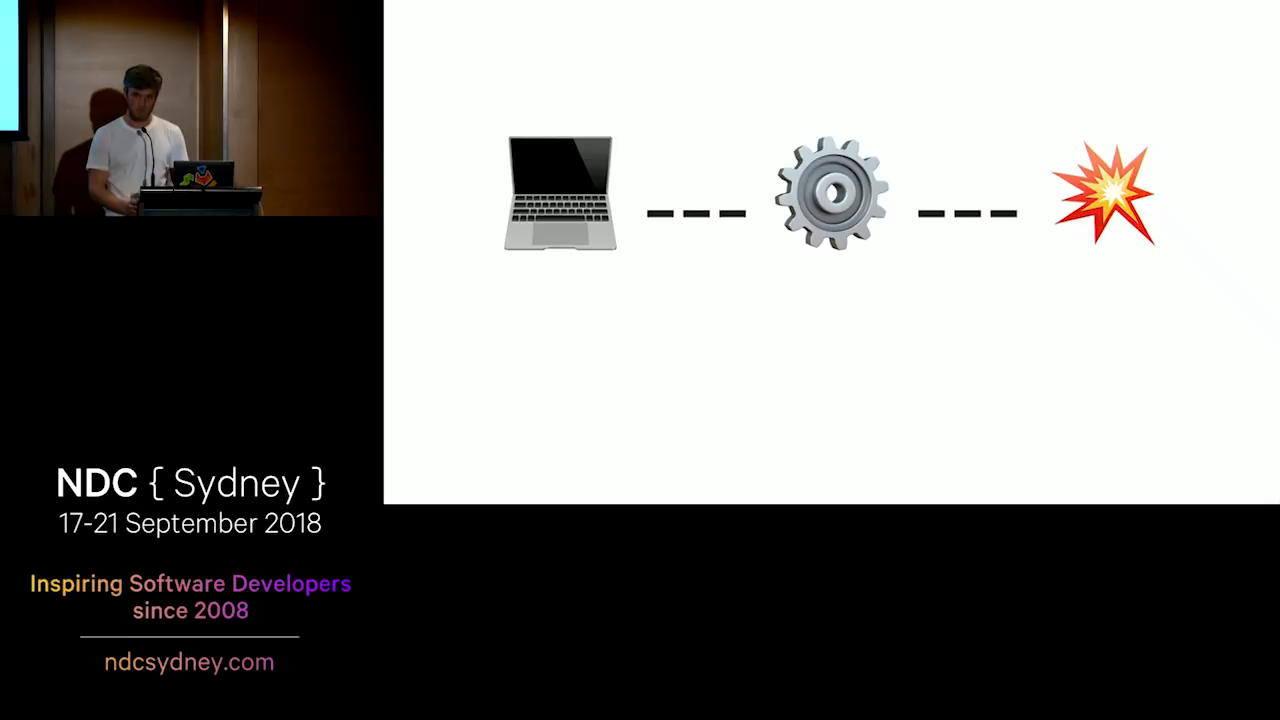 NDC { Sydney }
17-21 September 2018
Inspiring Software Developers
since 2008
ndcsydney.com